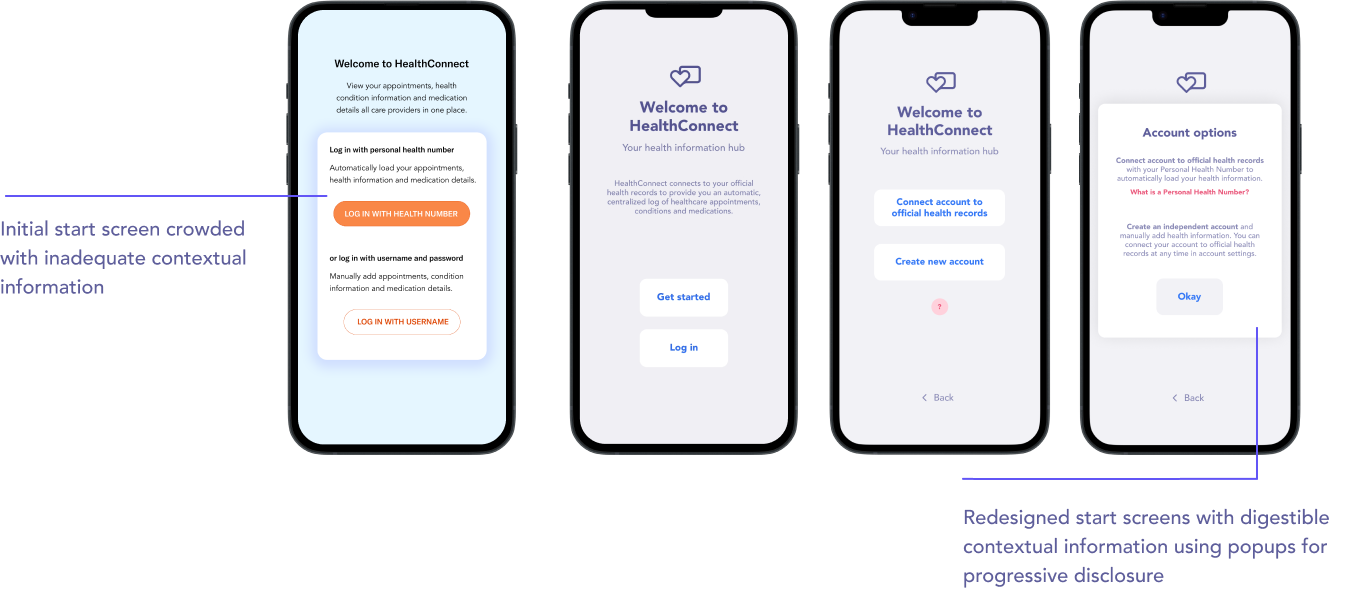 Initial start screen crowded
with inadequate contextual
information
Welcome to HealthConnect
View your appointments, health
condition information and medication
details all care providers in one place.
Log in with personal health number
Automatically load your appointments,
health information and medication details.
LOG IN WITH HEALTH NUMBER
or log in with username and password
Manually add appointments, condition
information and medication details.
LOG IN WITH USERNAME
Welcome to
HealthConnect
Your health information hub
HealthConnect connects to your official
health records to provide you an automatic,
centralized log of healthcare appointments,
conditions and medications.
Get started
Log in
Welcome to
HealthConnect
Your health information hub
Connect account to
official health records
Create new account
?
Back
Account options
Connect account to official health records
with your Personal Health Number to
automatically load your health information.
What is a Personal Health Number?
Create an independent account and
manually add health information. You can
connect your account to official health
records at any time in account settings.
Okay
Back
Redesigned start screens with digestible
contextual information using popups for
progressive disclosure